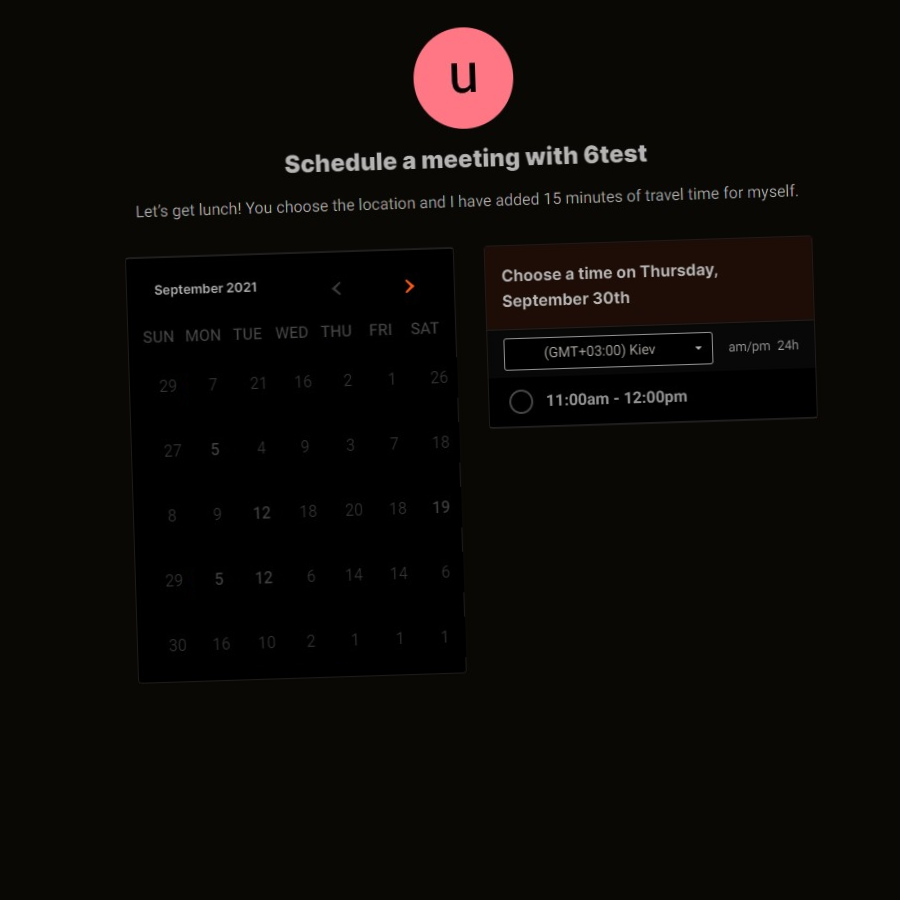 u
Schedule a meeting with 6test
Let's get lunch! You choose the location and I have added 15 minutes of travel time for myself.
September 2021
SUN MON TUE WED THU FRI SAT
29 7 21 16 2 1 26
27 5 4 9 3 7 18
8 9 12 18 20 18 19
29 5 12 6 14 14 6
30 16 10 2 1 1 1
Choose a time on Thursday,
September 30th
(GMT+03:00) Kiev am/pm 24h
11:00am - 12:00pm